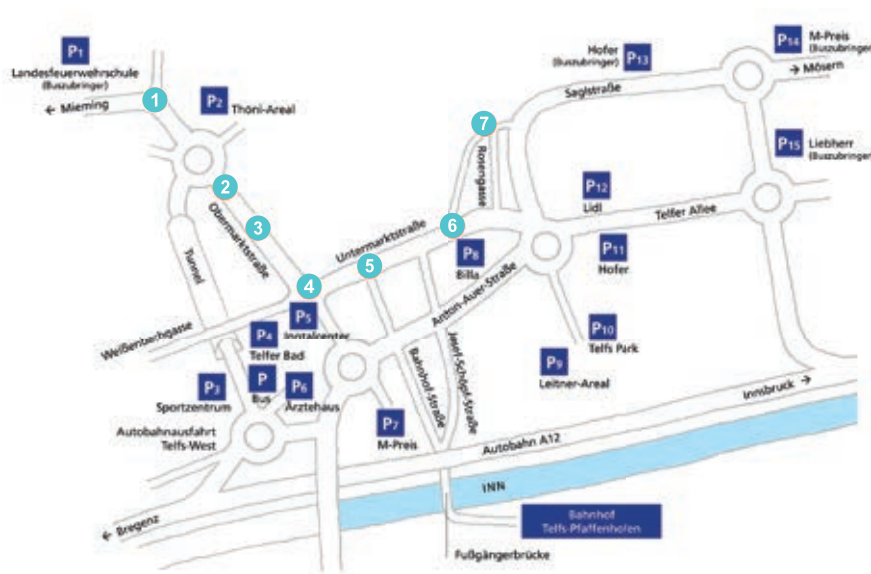 P1
Landesfeuerwehrschule
(Buszubringer)
← Mieming
1
P2
Thöni-Areal
2
3
Obermarktstraße
Tunnel
4
Untermarktstraße
5
6
7
Rosengasse
Hofer
(Buszubringer)
P13
Saglstraße
P14
M-Preis
(Buszubringer)
→ Mösern
P15
Liebherr
(Buszubringer)
P12
Lidl
Telfer Allee
P11
Hofer
P8
Billa
Anton-Auer-Straße
P10
Telfs Park
P9
Leitner-Areal
Weißenbachgasse
P5
Inntalcenter
P4
Telfer Bad
P3
Sportzentrum
P
Bus
P6
Ärztehaus
P7
M-Preis
Bahnhof-Straße
Josef-Schöpf-Straße
Autobahnausfahrt
Telfs-West
Autobahn A12
Innsbruck →
INN
← Bregenz
Bahnhof
Telfs-Pfaffenhofen
Fußgängerbrücke